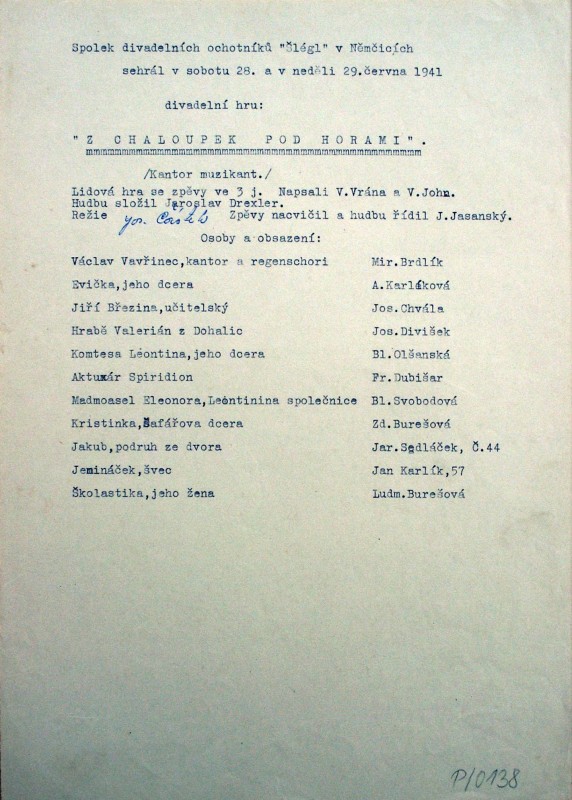 Spolek divadelních ochotníků "Šlégl" v Němčicích
sehrál v sobotu 28. a v neděli 29.června 1941
divadelní hru:
" Z CHALOUPEK POD HORAMI".
/Kantor muzikant./
Lidová hra se zpěvy ve 3 j. Napsali V.Vrána a V.John.
Hudbu složil Jaroslav Drexler.
Režie Jos. Zpěvy nacvičil a hudbu řídil J.Jasanský.
Osoby a obsazení:
Václav Vavřinec,kantor a regenschori Mir.Brdlík
Evička,jeho dcera A.Karlíková
Jiří Březina,učitelský Jos.Chvála
Hrabě Valerián z Dohalic Jos.Divišek
Komtesa Léontina,jeho dcera Bl.Olšanská
Aktuár Spiridion Fr.Dubišar
Madmoasel Eleonora,Leóntinina společnice Bl.Svobodová
Kristinka,Šafářova dcera Zd.Burešová
Jakub,podruh ze dvora Jar.Sedláček, Č.44
Jemináček,švec Jan Karlík,57
Školastika,jeho žena Ludm.Burešová
P/0138